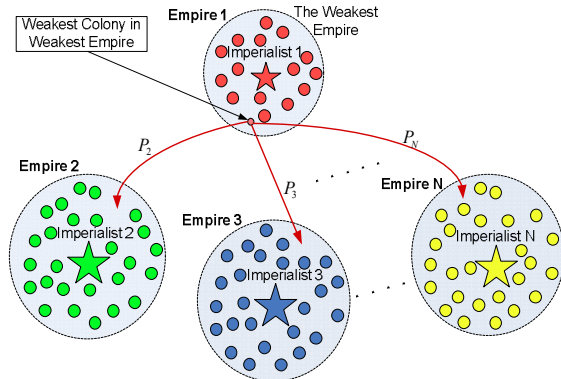 Empire 1
The Weakest
Empire
Weakest Colony in
Weakest Empire
Imperialist 1
P2
P3
PN
Empire 2
Empire 3
Empire N
Imperialist 2
Imperialist 3
Imperialist N